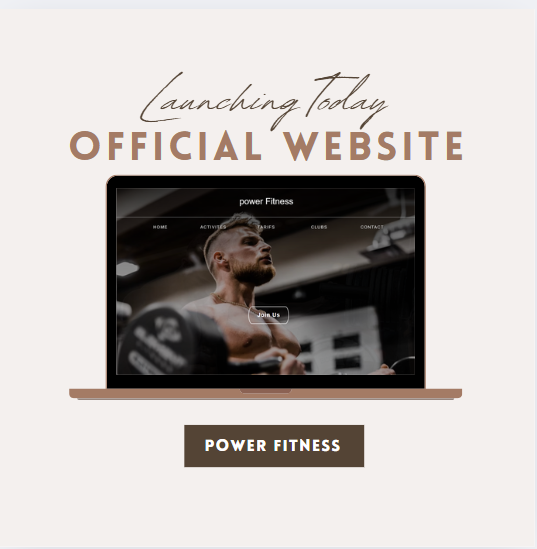 Launching Today
OFFICIAL WEBSITE
power Fitness
HOME ACTIVITES TARIFS CLUBS CONTACT
Join Us
POWER FITNESS